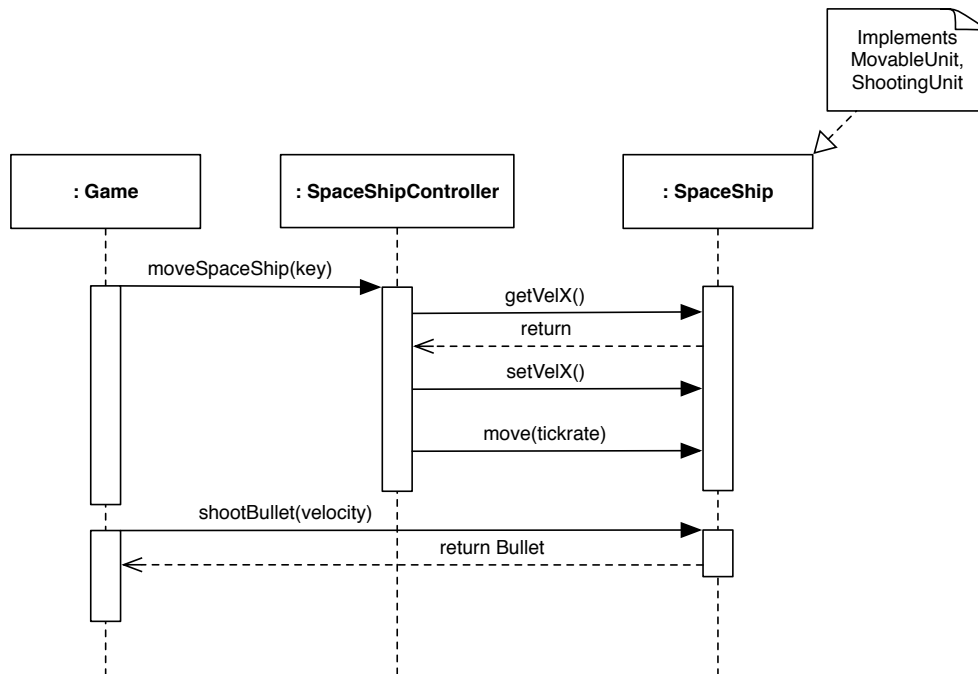 Implements
MovableUnit,
ShootingUnit
: Game
: SpaceShipController
: SpaceShip
moveSpaceShip(key)
getVelX()
return
setVelX()
move(tickrate)
shootBullet(velocity)
return Bullet